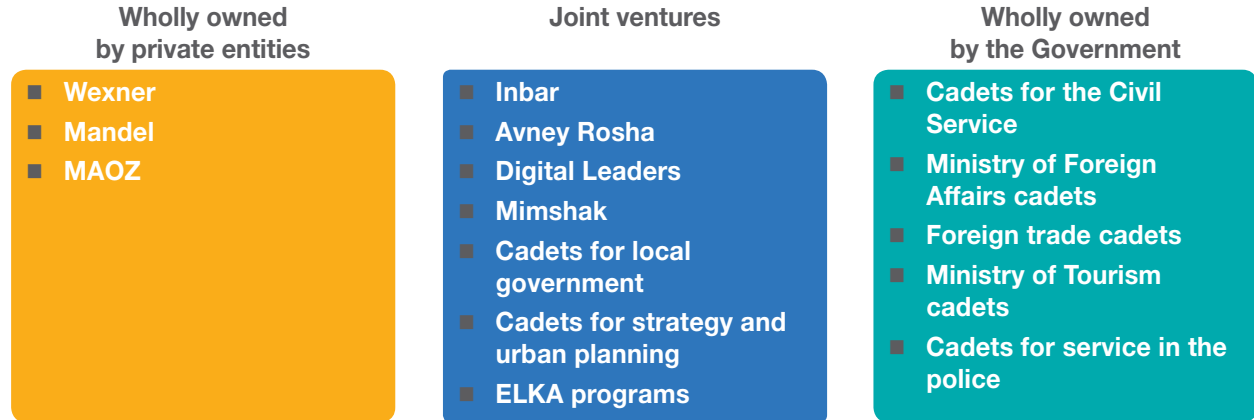 Wholly owned
by private entities
Wexner
Mandel
MAOZ
Joint ventures
Inbar
Avney Rosha
Digital Leaders
Mimshak
Cadets for local
government
Cadets for strategy and
urban planning
ELKA programs
Wholly owned
by the Government
Cadets for the Civil
Service
Ministry of Foreign
Affairs cadets
Foreign trade cadets
Ministry of Tourism
cadets
Cadets for service in the
police